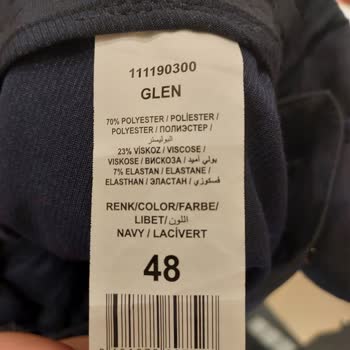 111190300
GLEN
70% POLYESTER / POLİESTER /
POLYESTER / ПОЛИЭСТЕР /
البوليستر
23% VİSKOZ / VISCOSE /
VISKOSE / ВИСКОЗА / بولي أميد
7% ELASTAN / ELASTANE /
ELASTHAN / ЭЛАСТАН / فسكوزي
RENK/COLOR/FARBE/
LIBET/ اللون/
NAVY / LACİVERT
48